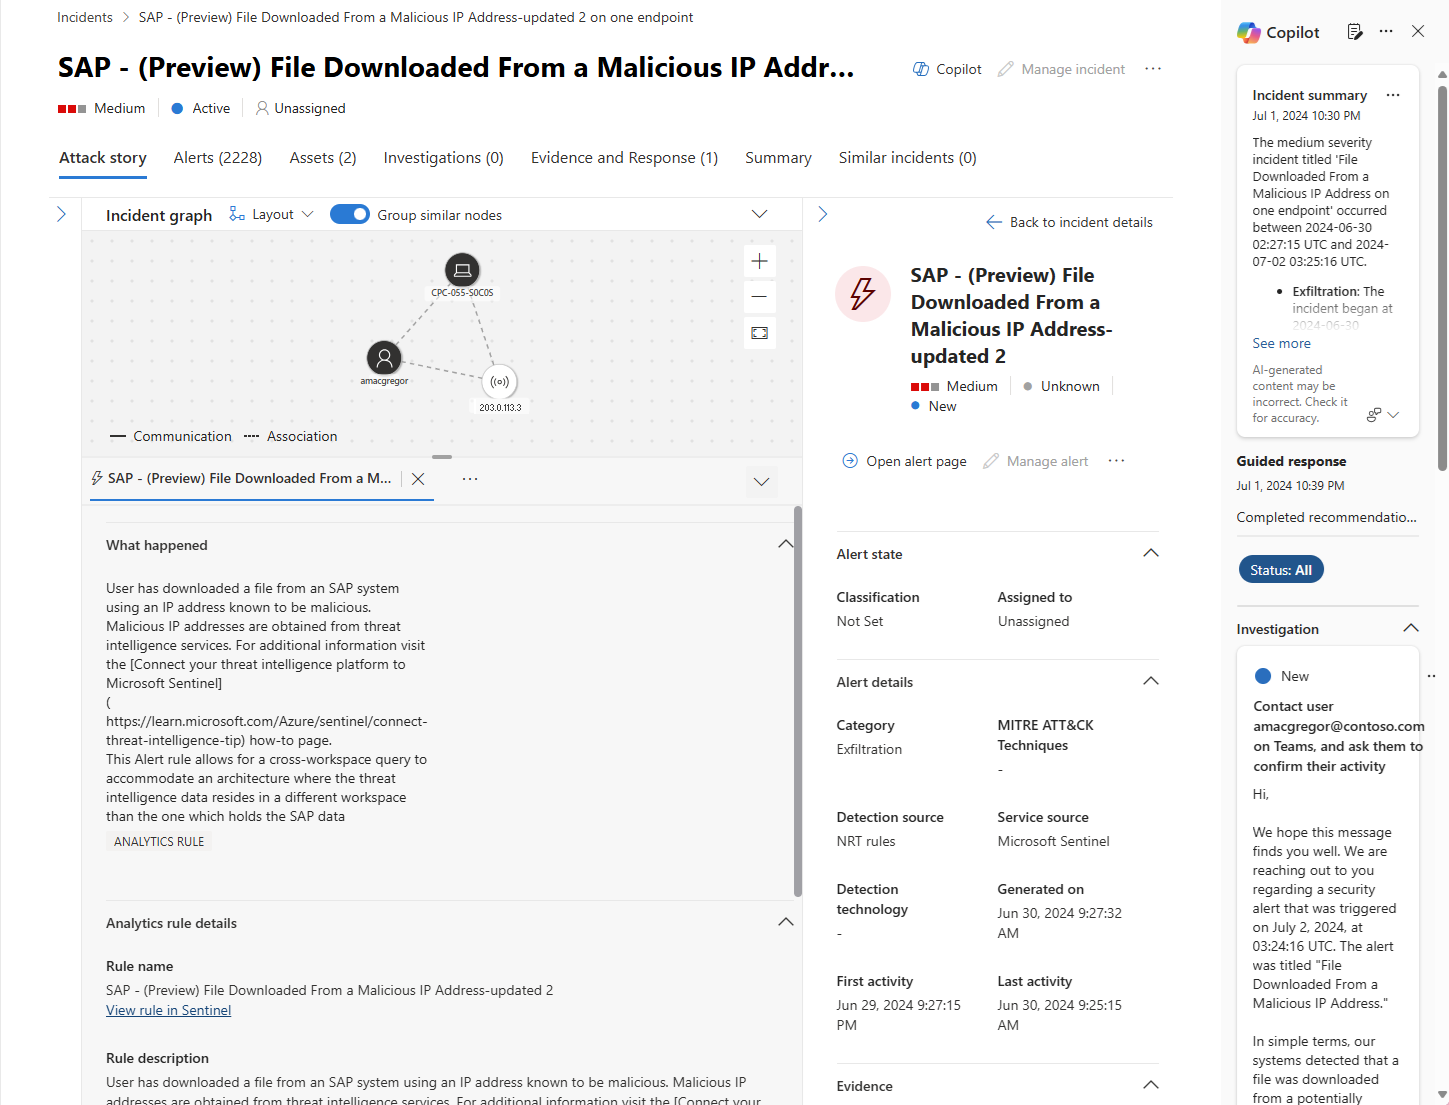 Incidents > SAP - (Preview) File Downloaded From a Malicious IP Address-updated 2 on one endpoint
SAP - (Preview) File Downloaded From a Malicious IP Addr...
Copilot
Manage incident
Medium
Active
Unassigned
Attack story
Alerts (2228)
Assets (2)
Investigations (0)
Evidence and Response (1)
Summary
Similar incidents (0)
Incident graph
Layout
Group similar nodes
CPC-055-S0C0S
amacgregor
203.0.113.3
Communication
Association
SAP - (Preview) File Downloaded From a M...
What happened
User has downloaded a file from an SAP system
using an IP address known to be malicious.
Malicious IP addresses are obtained from threat
intelligence services. For additional information visit
the [Connect your threat intelligence platform to
Microsoft Sentinel]
(
https://learn.microsoft.com/Azure/sentinel/connect-
threat-intelligence-tip) how-to page.
This Alert rule allows for a cross-workspace query to
accommodate an architecture where the threat
intelligence data resides in a different workspace
than the one which holds the SAP data
ANALYTICS RULE
Analytics rule details
Rule name
SAP - (Preview) File Downloaded From a Malicious IP Address-updated 2
View rule in Sentinel
Rule description
User has downloaded a file from an SAP system using an IP address known to be malicious. Malicious IP
addresses are obtained from threat intelligence services. For additional information visit the [Connect your
Back to incident details
SAP - (Preview) File
Downloaded From a
Malicious IP Address-
updated 2
Medium
Unknown
New
Open alert page
Manage alert
Alert state
Classification
Not Set
Assigned to
Unassigned
Alert details
Category
Exfiltration
MITRE ATT&CK
Techniques
-
Detection source
NRT rules
Service source
Microsoft Sentinel
Detection
technology
-
Generated on
Jun 30, 2024 9:27:32
AM
First activity
Jun 29, 2024 9:27:15
PM
Last activity
Jun 30, 2024 9:25:15
AM
Evidence
Copilot
Incident summary
Jul 1, 2024 10:30 PM
The medium severity
incident titled 'File
Downloaded From a
Malicious IP Address on
one endpoint' occurred
between 2024-06-30
02:27:15 UTC and 2024-
07-02 03:25:16 UTC.
• Exfiltration: The
incident began at
2024-06-30
See more
AI-generated
content may be
incorrect. Check it
for accuracy.
Guided response
Jul 1, 2024 10:39 PM
Completed recommendatio...
Status: All
Investigation
New
Contact user
amacgregor@contoso.com
on Teams, and ask them to
confirm their activity
Hi,
We hope this message
finds you well. We are
reaching out to you
regarding a security
alert that was triggered
on July 2, 2024, at
03:24:16 UTC. The alert
was titled "File
Downloaded From a
Malicious IP Address."
In simple terms, our
systems detected that a
file was downloaded
from a potentially